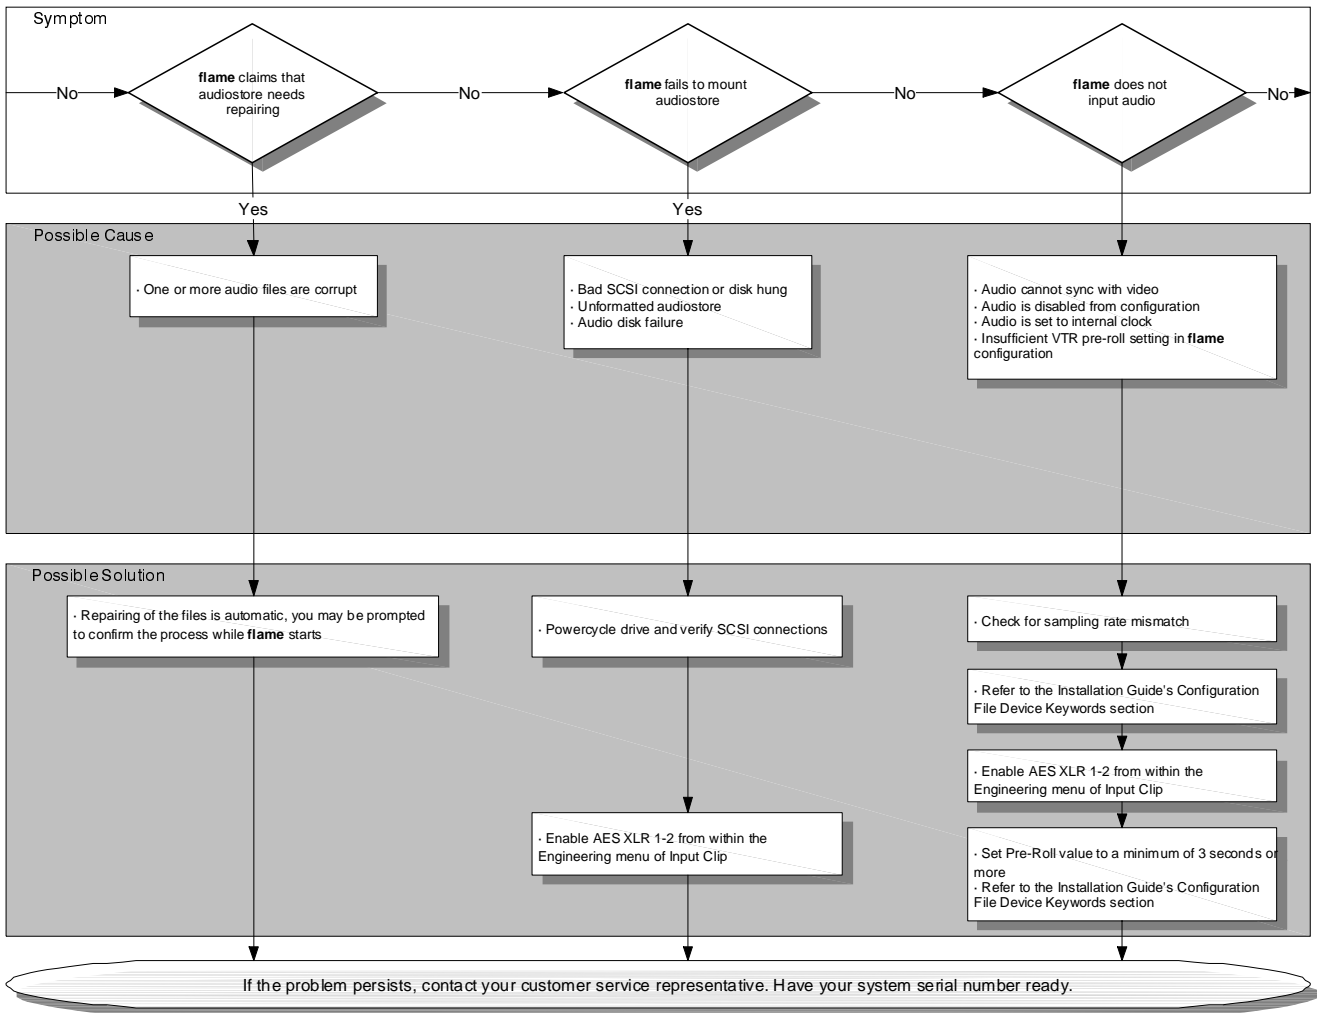 Symptom
No
flame claims that
audiostore needs
repairing
No
flame fails to mount
audiostore
No
flame does not
input audio
No
Yes
Yes
Possible Cause
· One or more audio files are corrupt
· Bad SCSI connection or disk hung
· Unformatted audiostore
· Audio disk failure
· Audio cannot sync with video
· Audio is disabled from configuration
· Audio is set to internal clock
· Insufficient VTR pre-roll setting in flame
configuration
Possible Solution
· Repairing of the files is automatic, you may be prompted
to confirm the process while flame starts
· Powercycle drive and verify SCSI connections
· Enable AES XLR 1-2 from within the
Engineering menu of Input Clip
· Check for sampling rate mismatch
· Refer to the Installation Guide's Configuration
File Device Keywords section
· Enable AES XLR 1-2 from within the
Engineering menu of Input Clip
· Set Pre-Roll value to a minimum of 3 seconds or
more
· Refer to the Installation Guide's Configuration
File Device Keywords section
If the problem persists, contact your customer service representative. Have your system serial number ready.